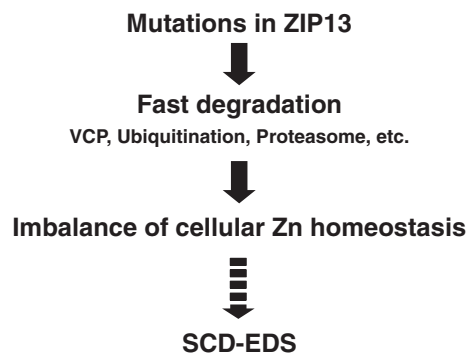 Mutations in ZIP13
Fast degradation
VCP, Ubiquitination, Proteasome, etc.
Imbalance of cellular Zn homeostasis
SCD-EDS